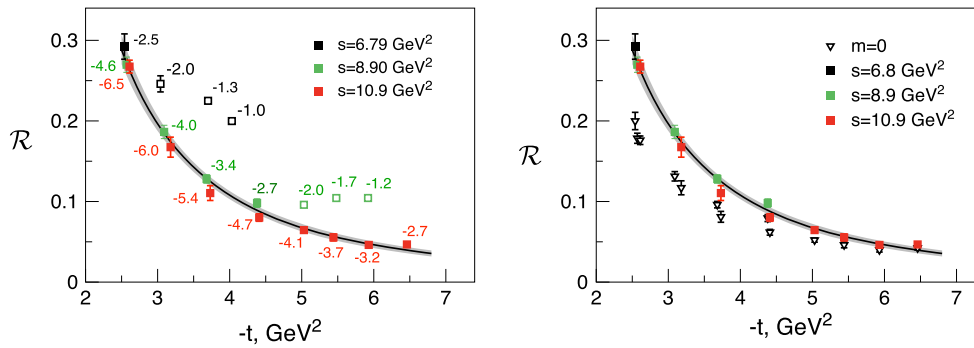 0.3
0.2
0.1
0
ℛ
-2.5
-2.0
-1.3
-1.0
-4.6
-6.5
-4.0
-6.0
-3.4
-5.4
-2.7
-4.7
-2.0
-1.7
-1.2
-4.1
-3.7
-3.2
-2.7
s=6.79 GeV²
s=8.90 GeV²
s=10.9 GeV²
2 3 4 5 6 7
-t, GeV²
0.3
0.2
0.1
0
ℛ
m=0
s=6.8 GeV²
s=8.9 GeV²
s=10.9 GeV²
2 3 4 5 6 7
-t, GeV²